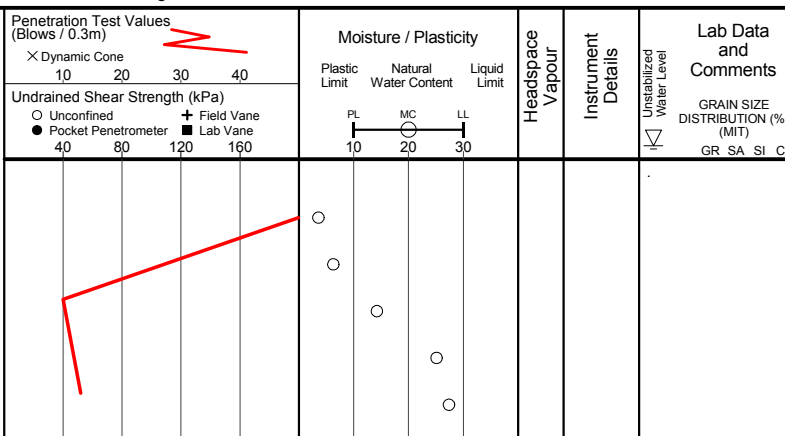 Penetration Test Values
(Blows / 0.3m)
× Dynamic Cone
10 20 30 40
Undrained Shear Strength (kPa)
○ Unconfined + Field Vane
● Pocket Penetrometer ■ Lab Vane
40 80 120 160
Moisture / Plasticity
Plastic Limit
Natural Water Content
Liquid Limit
PL MC LL
10 20 30
Headspace
Vapour
Instrument
Details
Unstabilized
Water Level
Lab Data
and
Comments
GRAIN SIZE
DISTRIBUTION (%
(MIT)
GR SA SI C